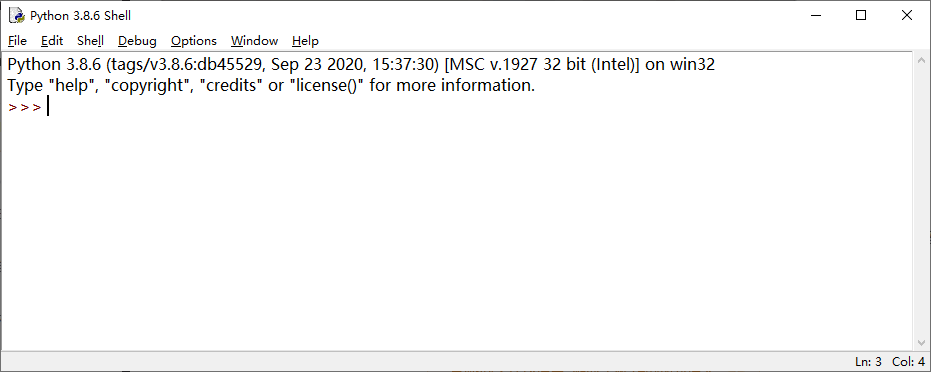 Python 3.8.6 Shell
File Edit Shell Debug Options Window Help
Python 3.8.6 (tags/v3.8.6:db45529, Sep 23 2020, 15:37:30) [MSC v.1927 32 bit (Intel)] on win32
Type "help", "copyright", "credits" or "license()" for more information.
>>>
Ln: 3 Col: 4